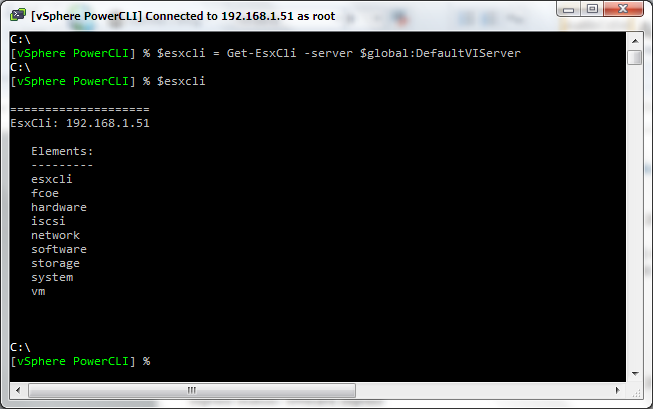 [vSphere PowerCLI] Connected to 192.168.1.51 as root
C:\
[vSphere PowerCLI] % $esxcli = Get-EsxCli -server $global:DefaultVIServer
C:\
[vSphere PowerCLI] % $esxcli
====================
EsxCli: 192.168.1.51
Elements:
---------
esxcli
fcoe
hardware
iscsi
network
software
storage
system
vm
C:\
[vSphere PowerCLI] %